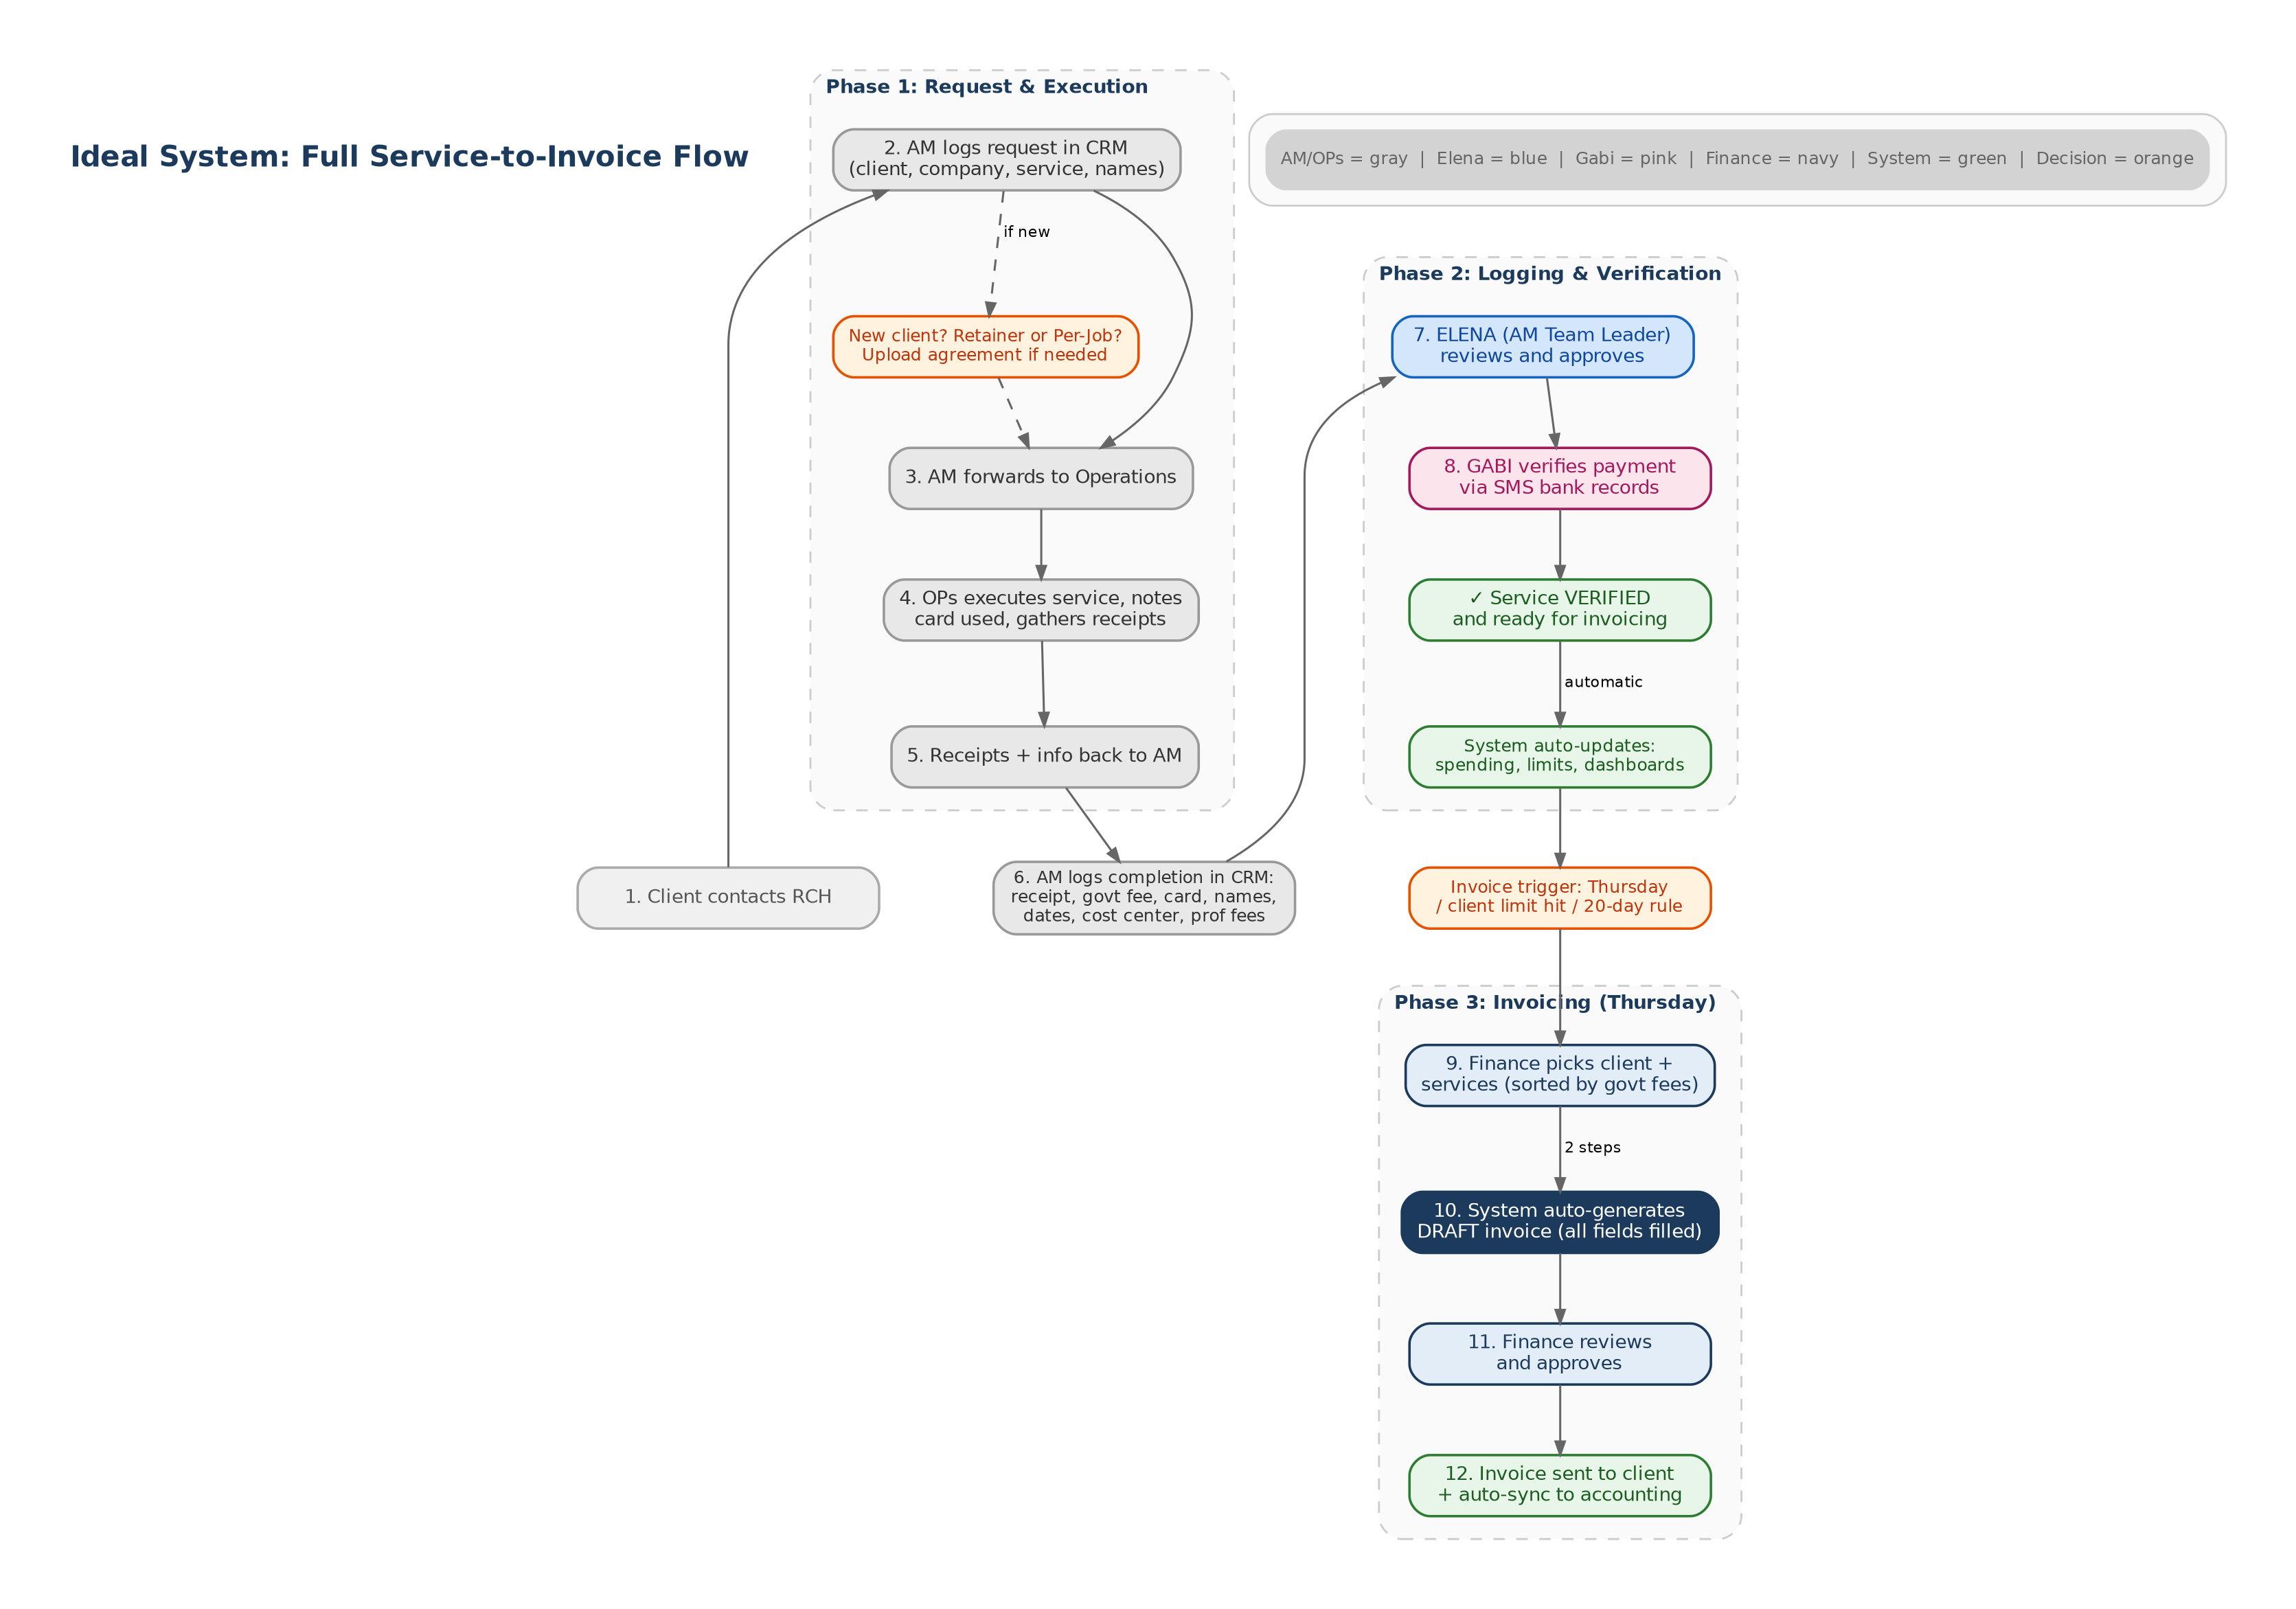 Ideal System: Full Service-to-Invoice Flow
AM/OPs = gray | Elena = blue | Gabi = pink | Finance = navy | System = green | Decision = orange
1. Client contacts RCH
Phase 1: Request & Execution
2. AM logs request in CRM
(client, company, service, names)
if new
New client? Retainer or Per-Job?
Upload agreement if needed
3. AM forwards to Operations
4. OPs executes service, notes
card used, gathers receipts
5. Receipts + info back to AM
6. AM logs completion in CRM:
receipt, govt fee, card, names,
dates, cost center, prof fees
Phase 2: Logging & Verification
7. ELENA (AM Team Leader)
reviews and approves
8. GABI verifies payment
via SMS bank records
✓ Service VERIFIED
and ready for invoicing
automatic
System auto-updates:
spending, limits, dashboards
Invoice trigger: Thursday
/ client limit hit / 20-day rule
Phase 3: Invoicing (Thursday)
9. Finance picks client +
services (sorted by govt fees)
2 steps
10. System auto-generates
DRAFT invoice (all fields filled)
11. Finance reviews
and approves
12. Invoice sent to client
+ auto-sync to accounting